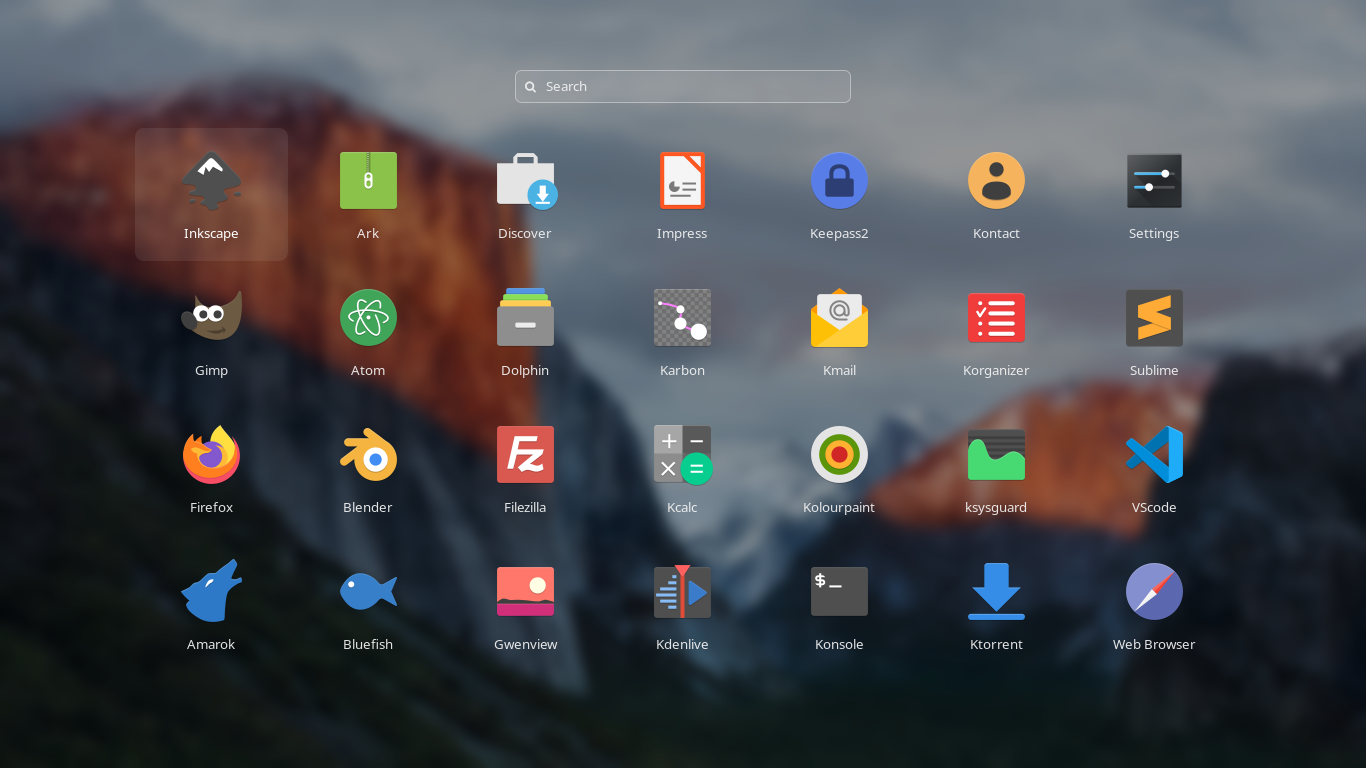 Search
Inkscape
Ark
Discover
Impress
Keepass2
Kontact
Settings
Gimp
Atom
Dolphin
Karbon
Kmail
Korganizer
Sublime
Firefox
Blender
Filezilla
Kcalc
Kolourpaint
ksysguard
VScode
$_
Amarok
Bluefish
Gwenview
Kdenlive
Konsole
Ktorrent
Web Browser